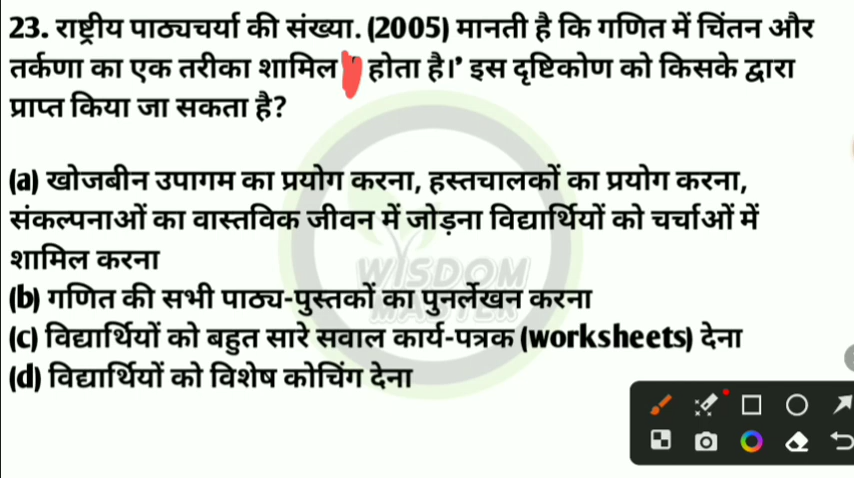 23. राष्ट्रीय पाठ्यचर्या की संख्या. (2005) मानती है कि गणित में चिंतन और
तर्कणा का एक तरीका शामिल होता है।' इस दृष्टिकोण को किसके द्वारा
प्राप्त किया जा सकता है?
(a) खोजबीन उपागम का प्रयोग करना, हस्तचालकों का प्रयोग करना,
संकल्पनाओं का वास्तविक जीवन में जोड़ना विद्यार्थियों को चर्चाओं में
शामिल करना
(b) गणित की सभी पाठ्य-पुस्तकों का पुनर्लेखन करना
(c) विद्यार्थियों को बहुत सारे सवाल कार्य-पत्रक (worksheets) देना
(d) विद्यार्थियों को विशेष कोचिंग देना
WISDOM
MASTER